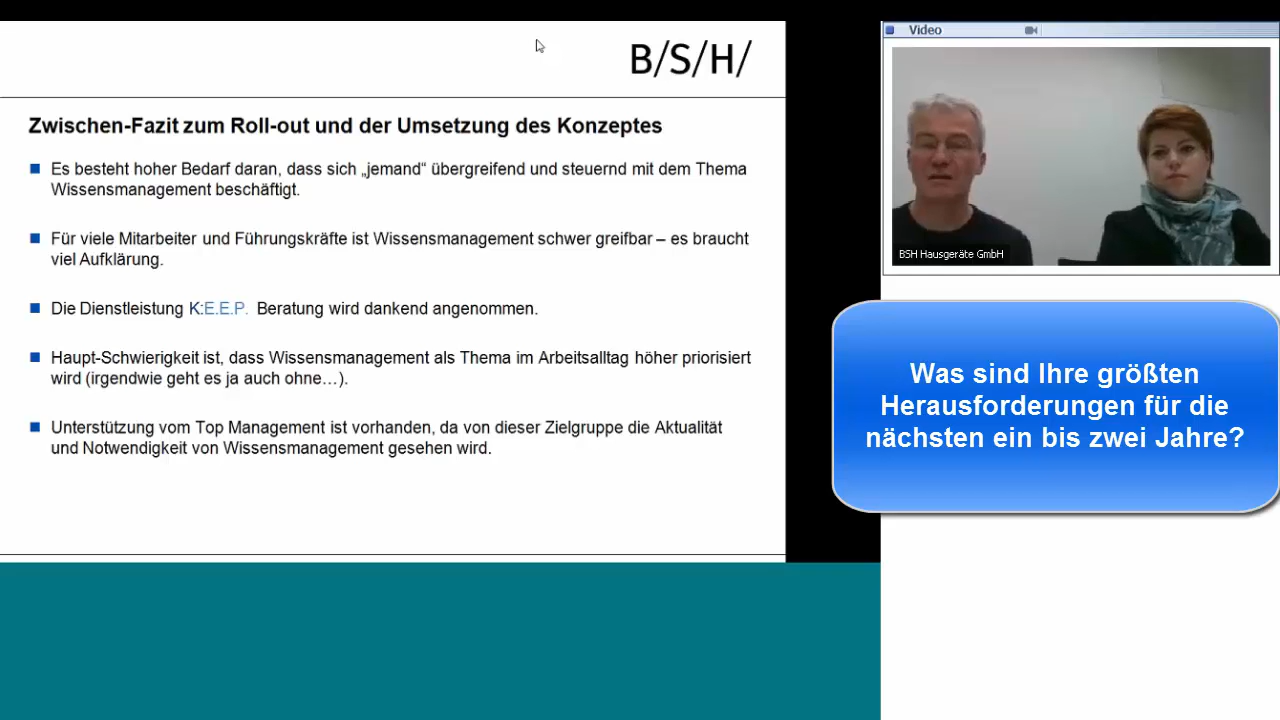 B/S/H/
Zwischen-Fazit zum Roll-out und der Umsetzung des Konzeptes
Es besteht hoher Bedarf daran, dass sich „jemand“ übergreifend und steuernd mit dem Thema
Wissensmanagement beschäftigt.
Für viele Mitarbeiter und Führungskräfte ist Wissensmanagement schwer greifbar – es braucht
viel Aufklärung.
Die Dienstleistung K:E.E.P. Beratung wird dankend angenommen.
Haupt-Schwierigkeit ist, dass Wissensmanagement als Thema im Arbeitsalltag höher priorisiert
wird (irgendwie geht es ja auch ohne…).
Unterstützung vom Top Management ist vorhanden, da von dieser Zielgruppe die Aktualität
und Notwendigkeit von Wissensmanagement gesehen wird.
Video
BSH Hausgeräte GmbH
Was sind Ihre größten
Herausforderungen für die
nächsten ein bis zwei Jahre?